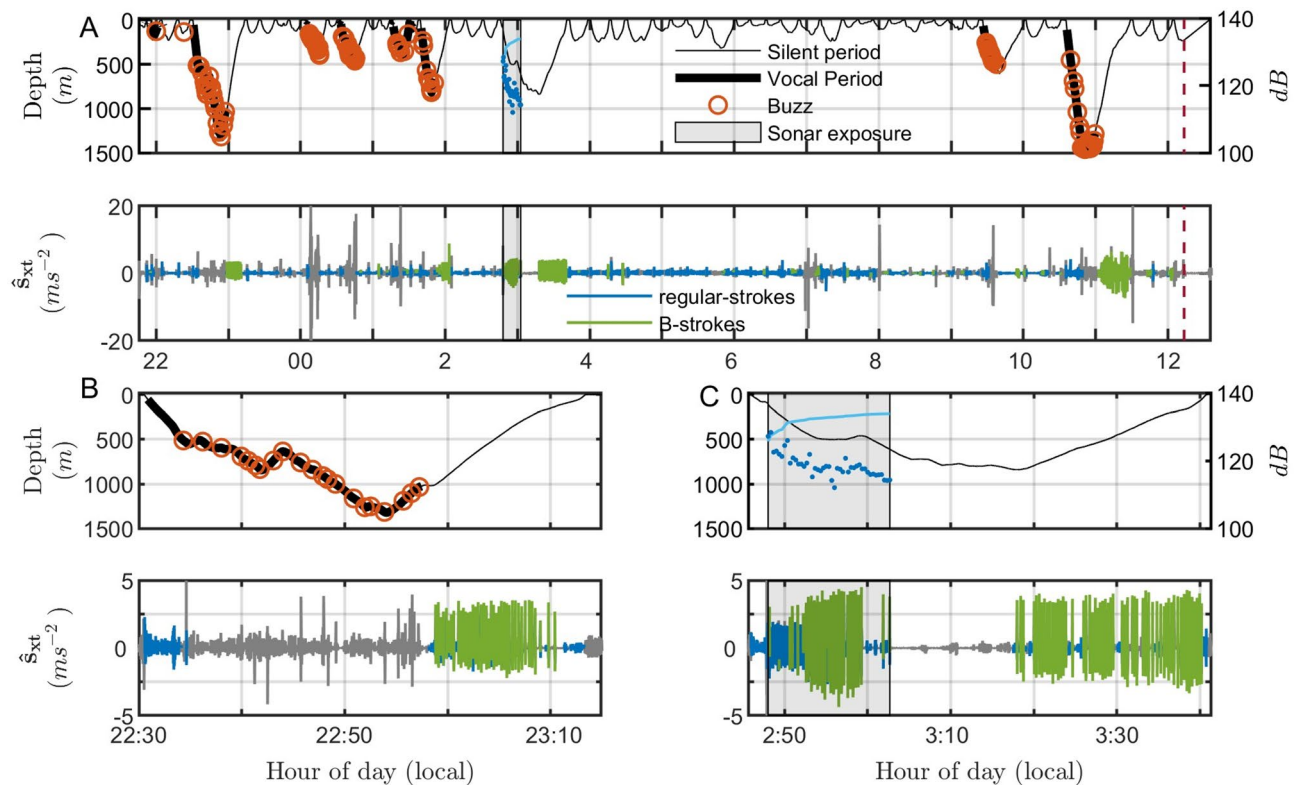 A
0
500
1000
1500
Depth
(m)
140
120
100
dB
Silent period
Vocal Period
Buzz
Sonar exposure
20
0
-20
ŝxt
(ms−2 )
regular-strokes
B-strokes
22
00
2
4
6
8
10
12
B
0
500
1000
1500
Depth
(m)
C
0
500
1000
1500
140
120
100
dB
5
0
-5
ŝxt
(ms−2 )
22:30
22:50
23:10
Hour of day (local)
5
0
-5
2:50
3:10
3:30
Hour of day (local)